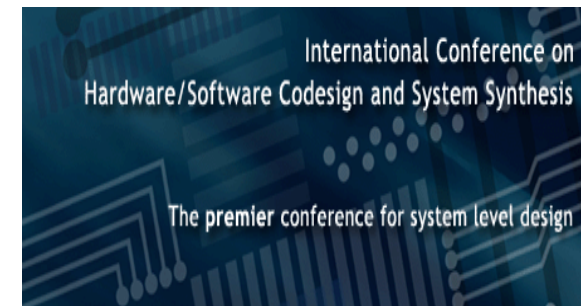 International Conference on
Hardware/Software Codesign and System Synthesis
The premier conference for system level design